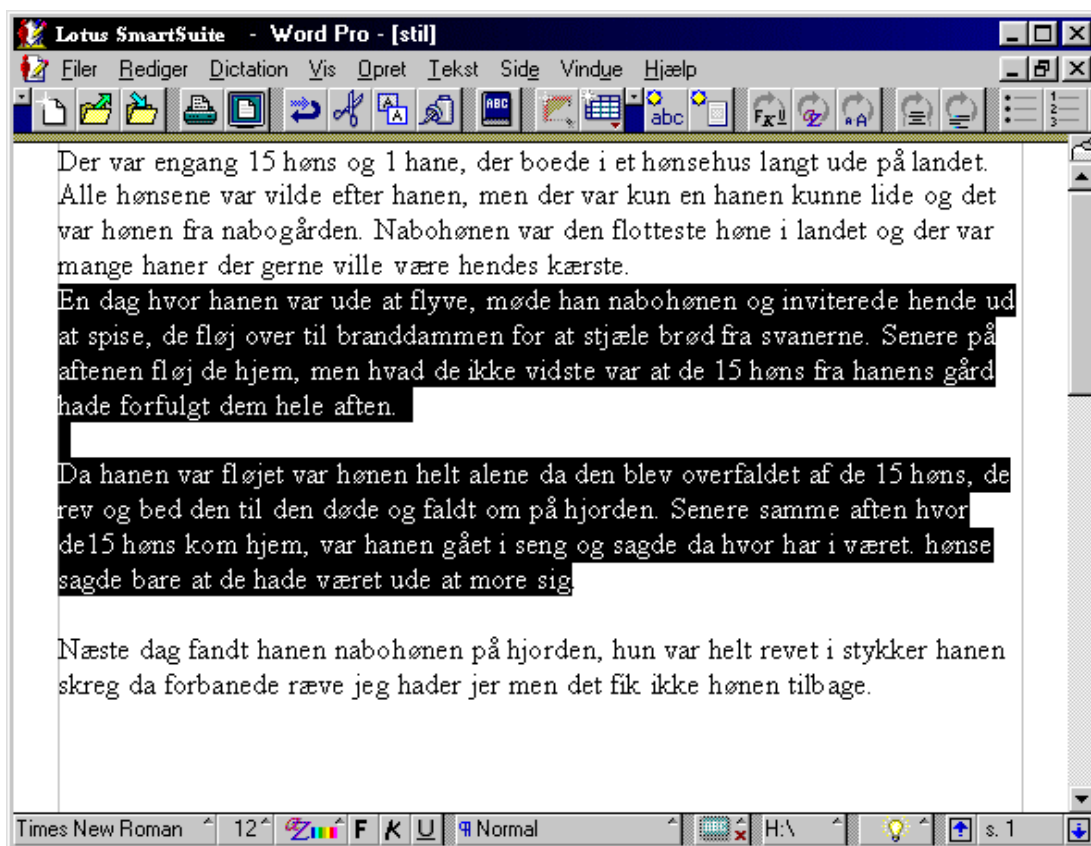 Lotus SmartSuite - Word Pro - [stil]
Filer Rediger Dictation Vis Opret Tekst Side Vindue Hjælp
ABC abc FKU
Der var engang 15 høns og 1 hane, der boede i et hønsehus langt ude på landet.
Alle hønsene var vilde efter hanen, men der var kun en hanen kunne lide og det
var hønen fra nabogården. Nabohønen var den flotteste høne i landet og der var
mange haner der gerne ville være hendes kærste.
En dag hvor hanen var ude at flyve, møde han nabohønen og inviterede hende ud
at spise, de fløj over til branddammen for at stjæle brød fra svanerne. Senere på
aftenen fløj de hjem, men hvad de ikke vidste var at de 15 høns fra hanens gård
hade forfulgt dem hele aften.
Da hanen var fløjet var hønen helt alene da den blev overfaldet af de 15 høns, de
rev og bed den til den døde og faldt om på hjorden. Senere samme aften hvor
de15 høns kom hjem, var hanen gået i seng og sagde da hvor har i været. hønse
sagde bare at de hade været ude at more sig.
Næste dag fandt hanen nabohønen på hjorden, hun var helt revet i stykker hanen
skreg da forbanede ræve jeg hader jer men det fik ikke hønen tilbage.
Times New Roman 12 F K U Normal H:\ s. 1